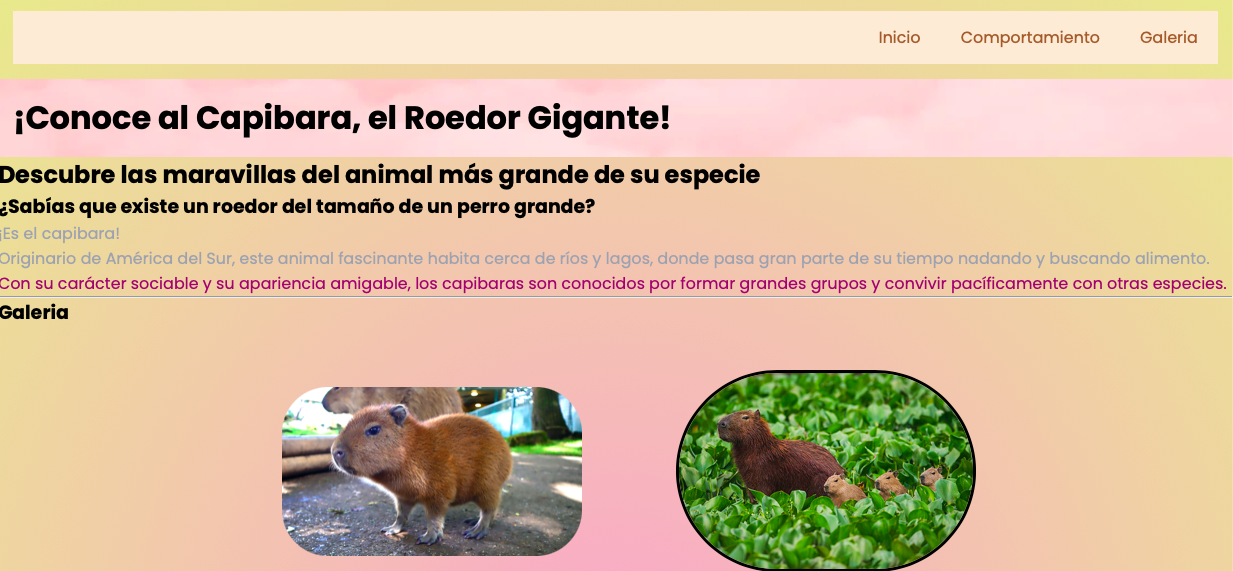 Inicio Comportamiento Galeria
¡Conoce al Capibara, el Roedor Gigante!
Descubre las maravillas del animal más grande de su especie
¿Sabías que existe un roedor del tamaño de un perro grande?
¡Es el capibara!
Originario de América del Sur, este animal fascinante habita cerca de ríos y lagos, donde pasa gran parte de su tiempo nadando y buscando alimento.
Con su carácter sociable y su apariencia amigable, los capibaras son conocidos por formar grandes grupos y convivir pacíficamente con otras especies.
Galeria